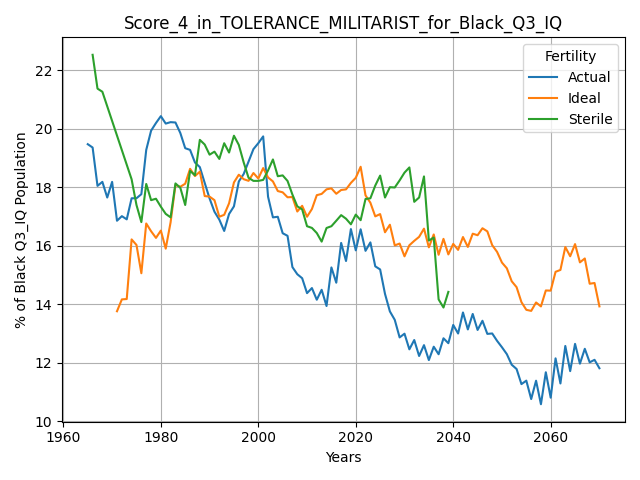 Score_4_in_TOLERANCE_MILITARIST_for_Black_Q3_IQ
Fertility
Actual
Ideal
Sterile
% of Black Q3_IQ Population
22
20
18
16
14
12
10
1960
1980
2000
2020
2040
2060
Years